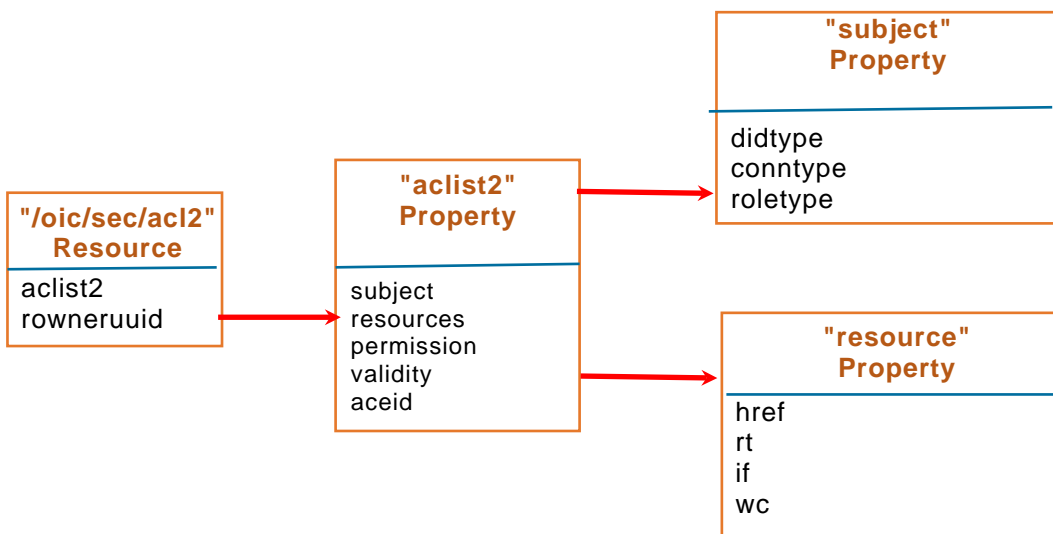 "/oic/sec/acl2"
Resource
aclist2
rowneruuid
"aclist2"
Property
subject
resources
permission
validity
aceid
"subject"
Property
didtype
conntype
roletype
"resource"
Property
href
rt
if
wc